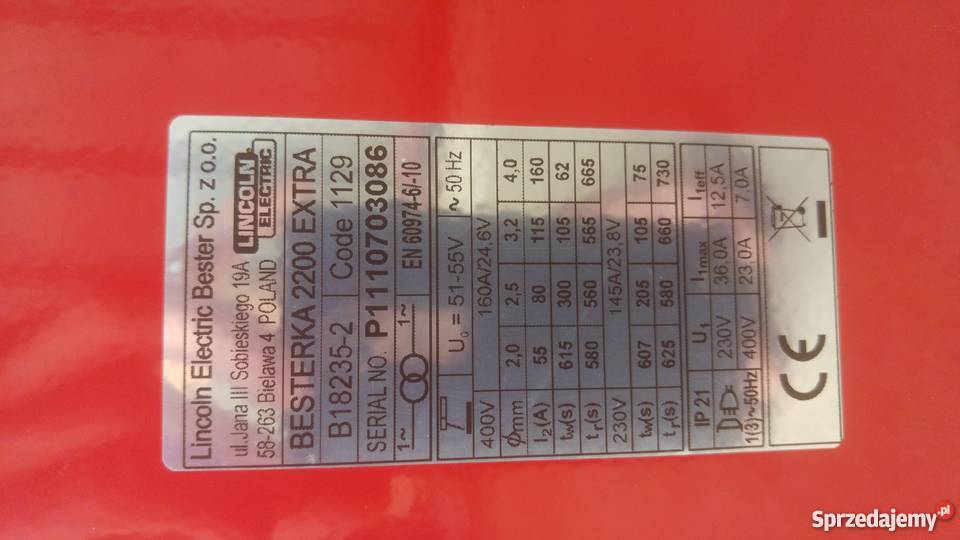 Lincoln Electric Bester Sp. z o.o.
ul.Jana III Sobieskiego 19A
58-263 Bielawa 4 POLAND
LINCOLN ELECTRIC
BESTERKA 2200 EXTRA
B18235-2 Code 1129
SERIAL NO. P1110703086
1~ 1~ EN 60974-6/-10
U₀ = 51-55V ~ 50 Hz
400V 160A/24,6V
ϕmm 2,0 2,5 3,2 4,0
I₂(A) 55 80 115 160
tw(s) 615 300 105 62
tr(s) 580 560 565 665
230V 145A/23,8V
tw(s) 607 205 105 75
tr(s) 625 580 660 730
IP 21 U₁ I1max I1eff
230V 36,0A 12,5A
1(3)~50Hz 400V 23,0A 7,0A
CE
Sprzedajemy.pl